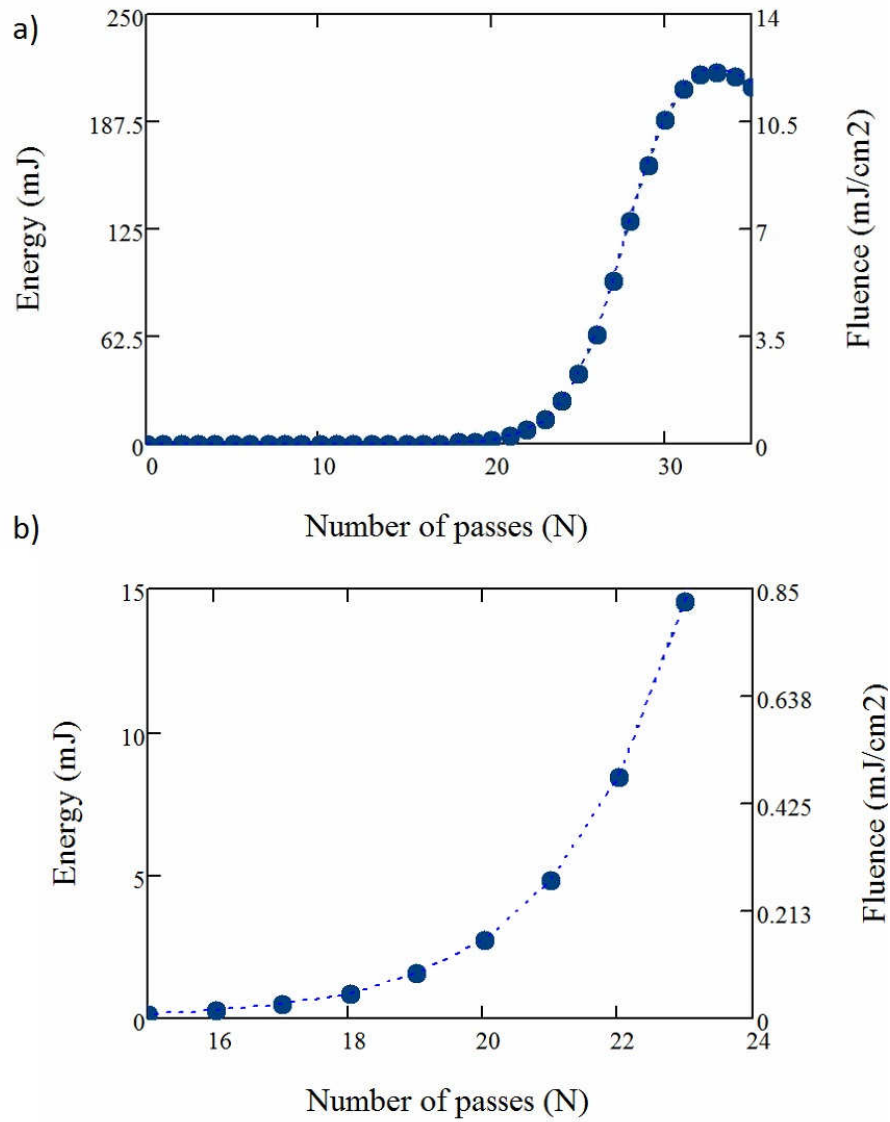 a)
250
187.5
125
62.5
0
Energy (mJ)
14
10.5
7
3.5
0
Fluence (mJ/cm2)
0 10 20 30
Number of passes (N)
b)
15
10
5
0
Energy (mJ)
0.85
0.638
0.425
0.213
0
Fluence (mJ/cm2)
16 18 20 22 24
Number of passes (N)